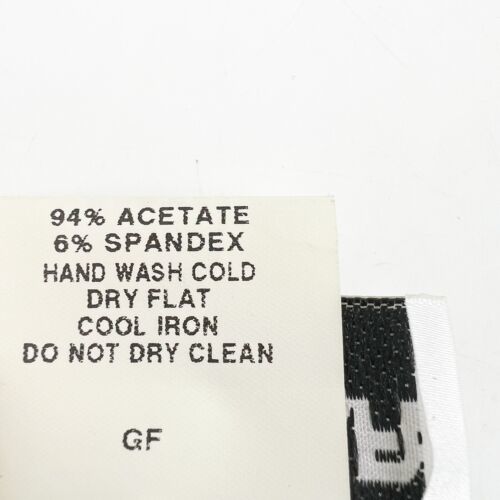 94% ACETATE
6% SPANDEX
HAND WASH COLD
DRY FLAT
COOL IRON
DO NOT DRY CLEAN
GF